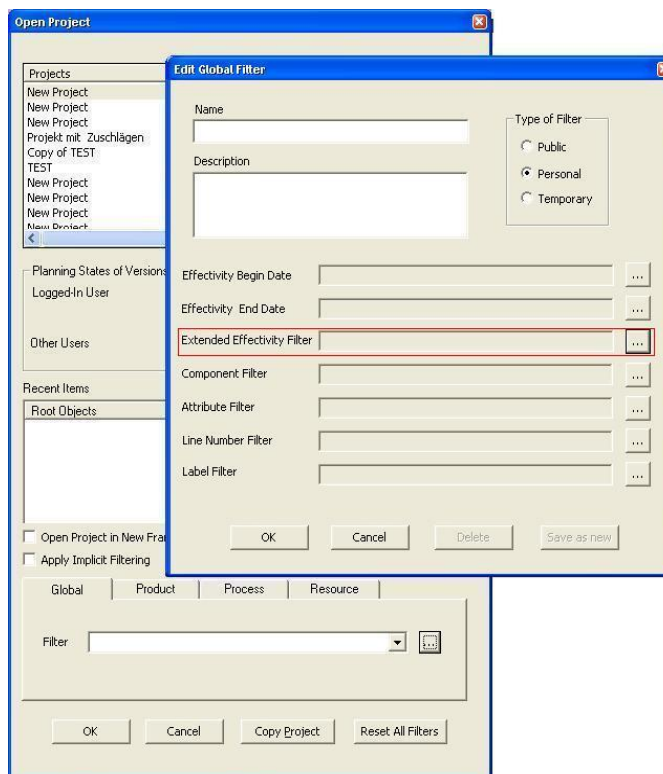 Open Project
Projects
New Project
New Project
New Project
Projekt mit Zuschlägen
Copy of TEST
TEST
New Project
New Project
New Project
New Project
Planning States of Versions
Logged-In User
Other Users
Recent Items
Root Objects
Open Project in New Fra
Apply Implicit Filtering
Global
Product
Process
Resource
Filter
...
OK
Cancel
Copy Project
Reset All Filters
Edit Global Filter
Name
Type of Filter
Public
Personal
Temporary
Description
Effectivity Begin Date ...
Effectivity End Date ...
Extended Effectivity Filter ...
Component Filter ...
Attribute Filter ...
Line Number Filter ...
Label Filter ...
OK
Cancel
Delete
Save as new